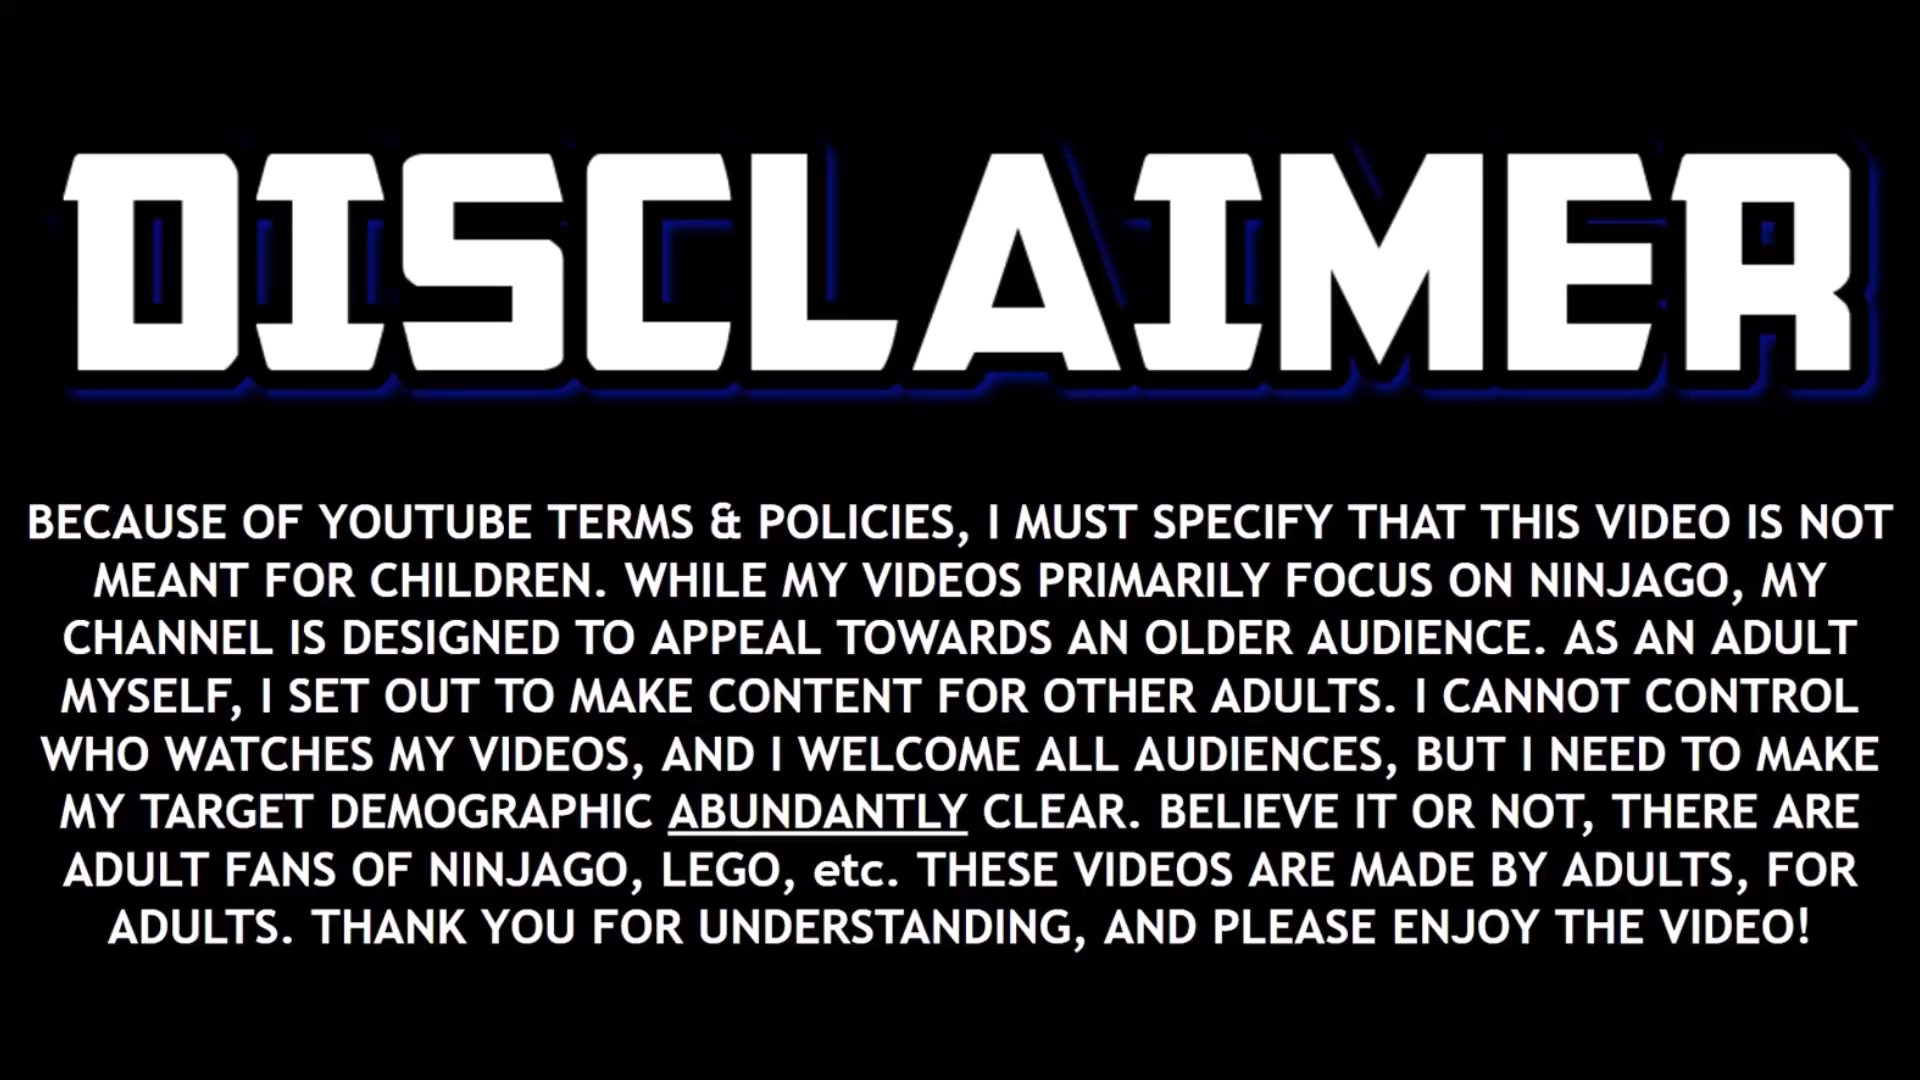 DISCLAIMER
BECAUSE OF YOUTUBE TERMS & POLICIES, I MUST SPECIFY THAT THIS VIDEO IS NOT
MEANT FOR CHILDREN. WHILE MY VIDEOS PRIMARILY FOCUS ON NINJAGO, MY
CHANNEL IS DESIGNED TO APPEAL TOWARDS AN OLDER AUDIENCE. AS AN ADULT
MYSELF, I SET OUT TO MAKE CONTENT FOR OTHER ADULTS. I CANNOT CONTROL
WHO WATCHES MY VIDEOS, AND I WELCOME ALL AUDIENCES, BUT I NEED TO MAKE
MY TARGET DEMOGRAPHIC ABUNDANTLY CLEAR. BELIEVE IT OR NOT, THERE ARE
ADULT FANS OF NINJAGO, LEGO, etc. THESE VIDEOS ARE MADE BY ADULTS, FOR
ADULTS. THANK YOU FOR UNDERSTANDING, AND PLEASE ENJOY THE VIDEO!